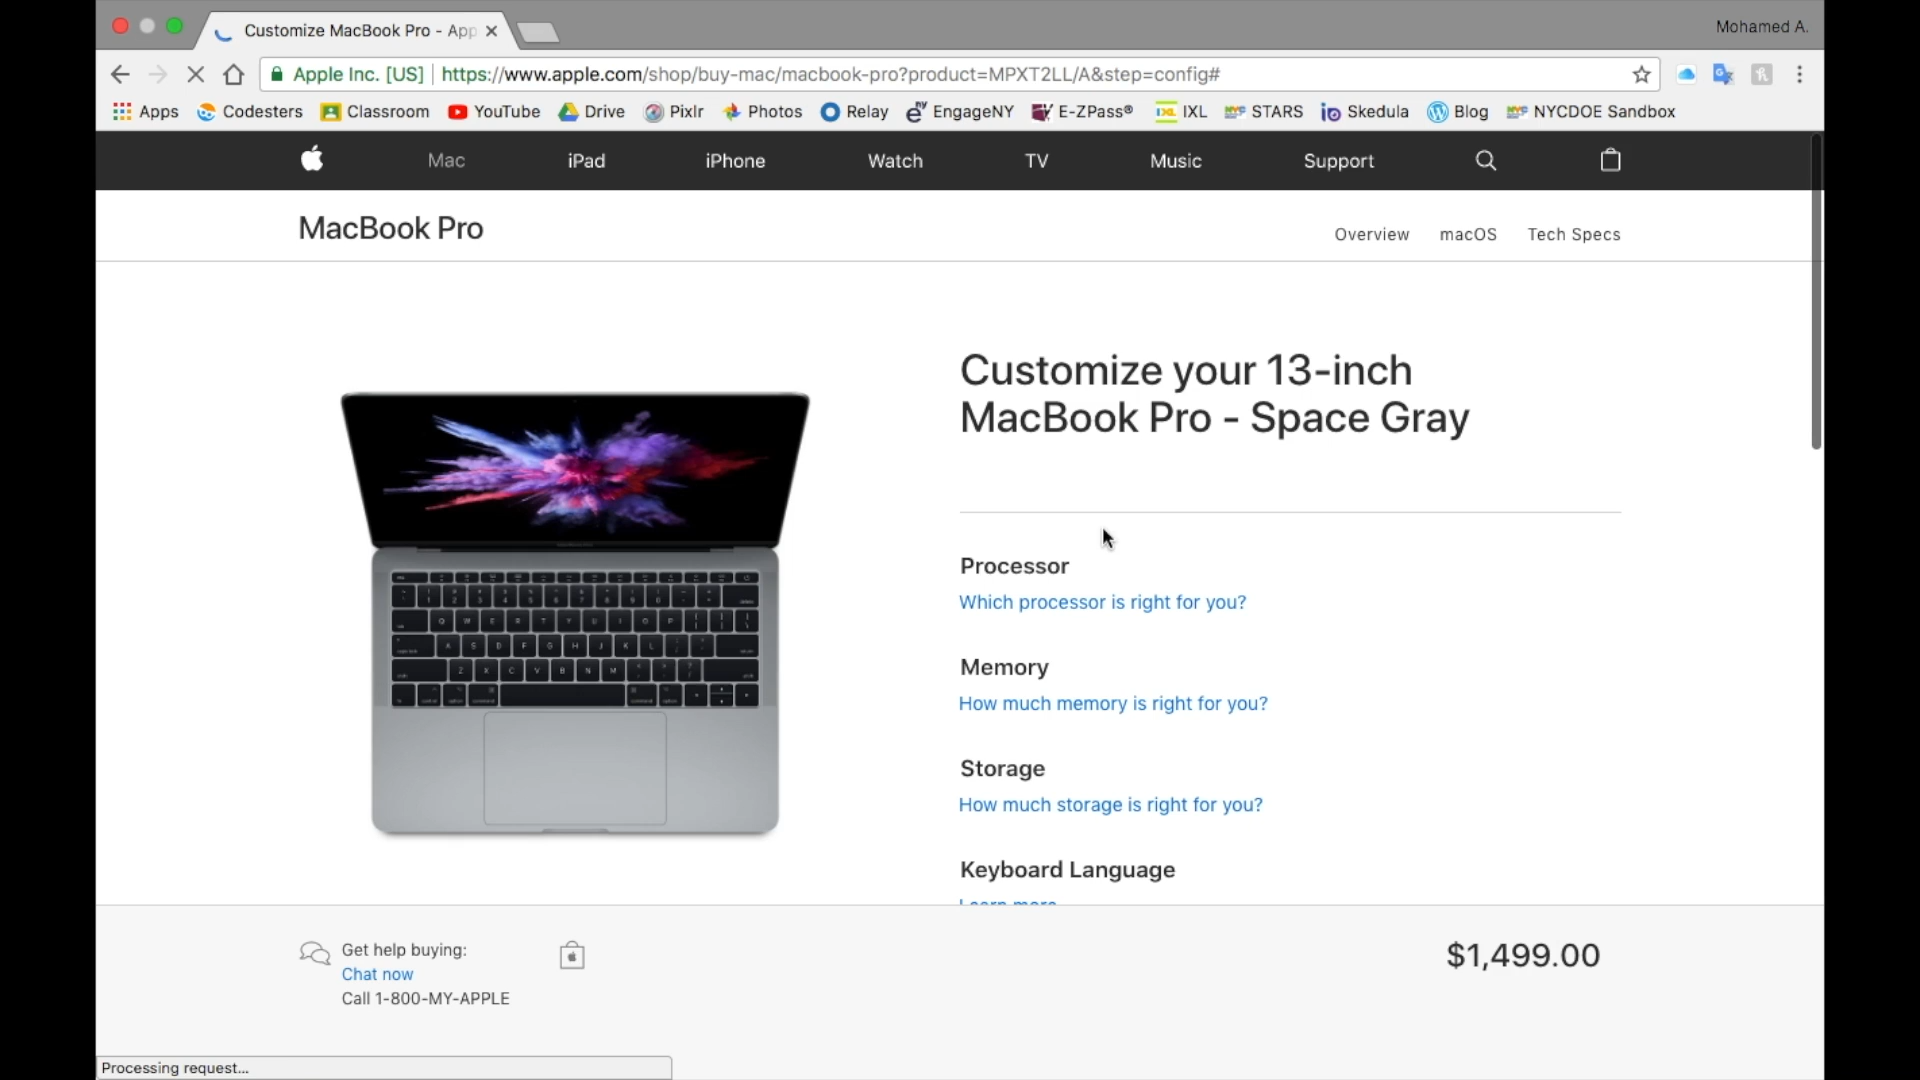 Customize MacBook Pro - App
Mohamed A.
Apple Inc. [US] https://www.apple.com/shop/buy-mac/macbook-pro?product=MPXT2LL/A&step=config#
Apps Codesters Classroom YouTube Drive Pixlr Photos Relay EngageNY E-ZPass® IXL STARS Skedula Blog NYCDOE Sandbox
Mac iPad iPhone Watch TV Music Support
MacBook Pro
Overview macOS Tech Specs
Customize your 13-inch
MacBook Pro - Space Gray
Processor
Which processor is right for you?
Memory
How much memory is right for you?
Storage
How much storage is right for you?
Keyboard Language
Learn more
Get help buying:
Chat now
Call 1-800-MY-APPLE
$1,499.00
Processing request...